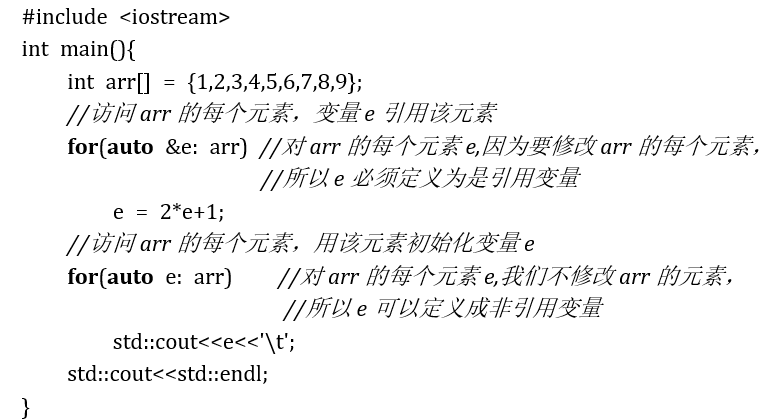 #include <iostream>
int main(){
int arr[] = {1,2,3,4,5,6,7,8,9};
//访问 arr 的每个元素，变量 e 引用该元素
for(auto &e: arr) //对 arr 的每个元素 e,因为要修改 arr 的每个元素，
//所以 e 必须定义为是引用变量
e = 2*e+1;
//访问 arr 的每个元素，用该元素初始化变量 e
for(auto e: arr) //对 arr 的每个元素 e,我们不修改 arr 的元素，
//所以 e 可以定义成非引用变量
std::cout<<e<<'\t';
std::cout<<std::endl;
}